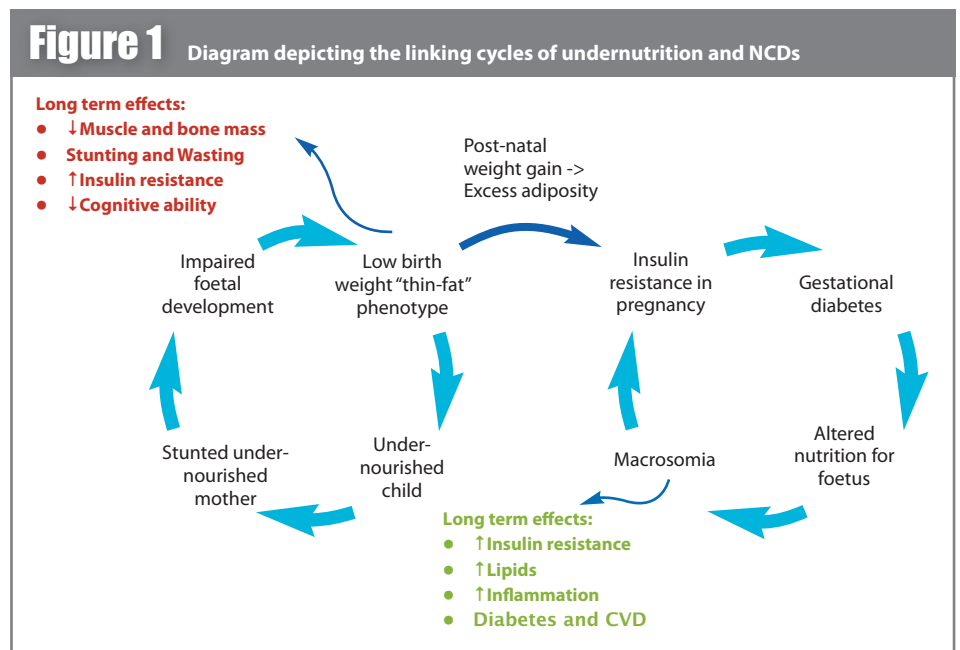 Figure 1 Diagram depicting the linking cycles of undernutrition and NCDs
Long term effects:
• ↓Muscle and bone mass
• Stunting and Wasting
• ↑Insulin resistance
• ↓Cognitive ability
Post-natal
weight gain ->
Excess adiposity
Impaired
foetal
development
Low birth
weight “thin-fat”
phenotype
Insulin
resistance in
pregnancy
Gestational
diabetes
Stunted under-
nourished
mother
Under-
nourished
child
Macrosomia
Altered
nutrition for
foetus
Long term effects:
• ↑Insulin resistance
• ↑Lipids
• ↑Inflammation
• Diabetes and CVD